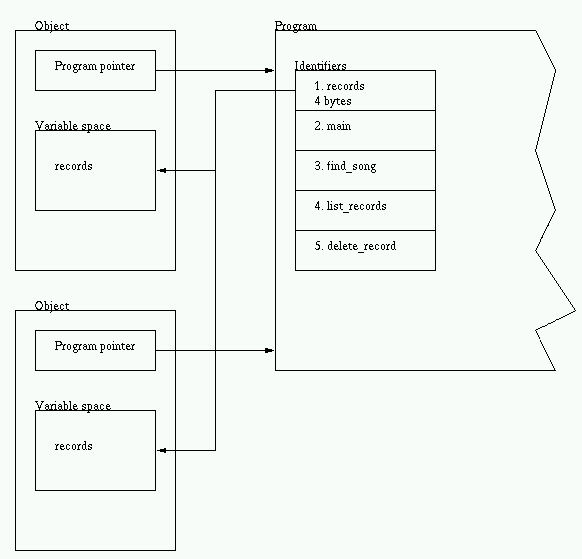 Object
Program pointer
Variable space
records
Program
Identifiers
1. records
4 bytes
2. main
3. find_song
4. list_records
5. delete_record
Object
Program pointer
Variable space
records